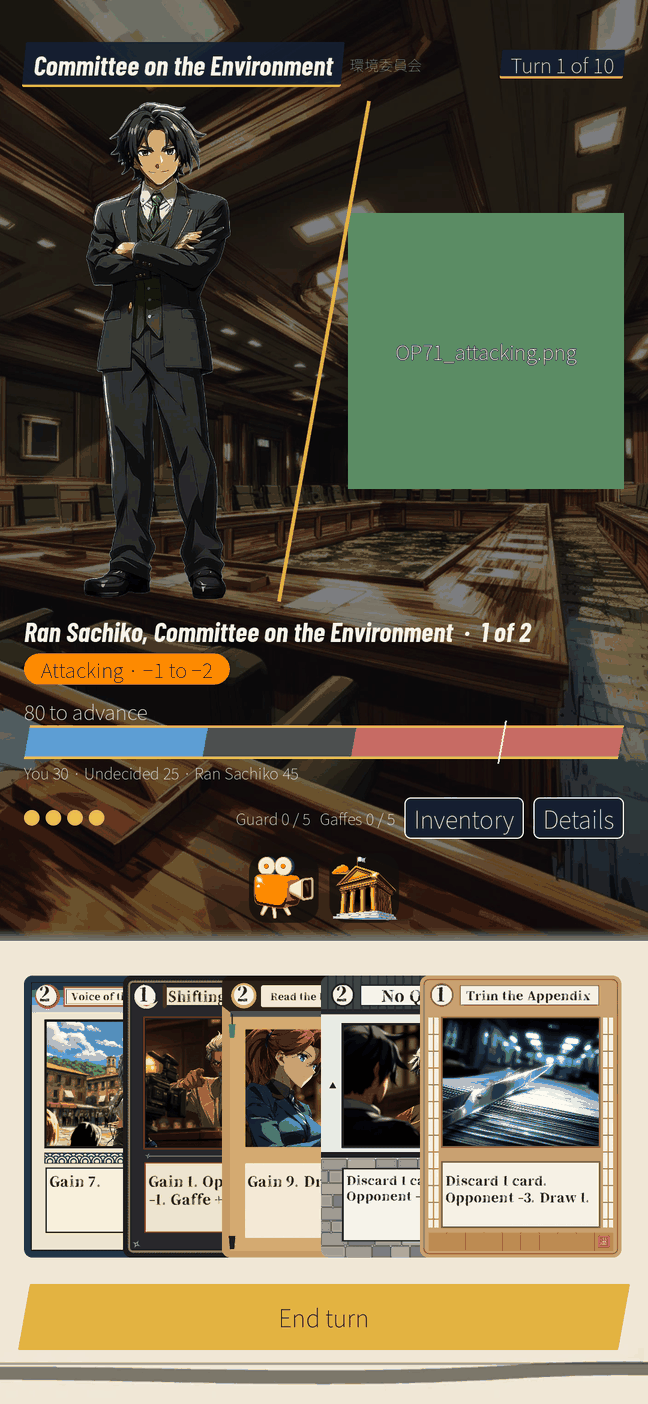 Committee on the Environment 環境委員会
Turn 1 of 10
OP71_attacking.png
Ran Sachiko, Committee on the Environment · 1 of 2
Attacking · −1 to −2
80 to advance
You 30 · Undecided 25 · Ran Sachiko 45
Guard 0 / 5 Gaffes 0 / 5
Inventory
Details
2 Voice of
Gain 7.
1 Shifting
Gain 1. Op
-1. Gaffe +
2 Read the
Gain 9. Dr
2 No Q
Discard 1 ca
Opponent -
1 Trim the Appendix
Discard 1 card.
Opponent -3. Draw 1.
End turn